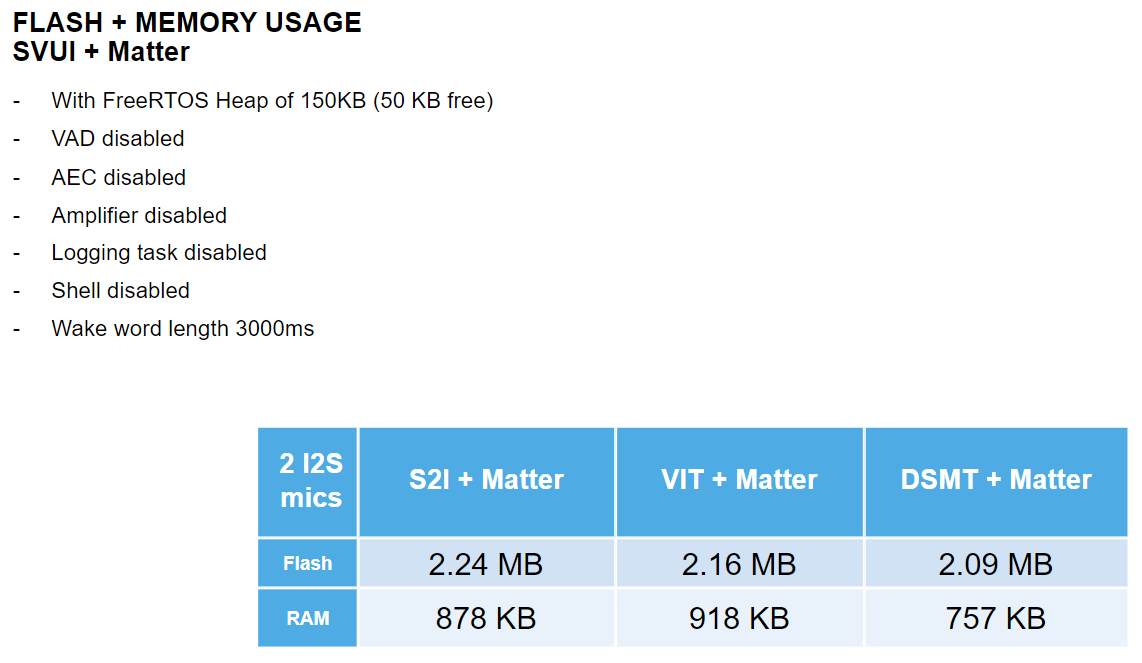 FLASH + MEMORY USAGE
SVUI + Matter
- With FreeRTOS Heap of 150KB (50 KB free)
- VAD disabled
- AEC disabled
- Amplifier disabled
- Logging task disabled
- Shell disabled
- Wake word length 3000ms
2 I2S
mics
S2I + Matter
VIT + Matter
DSMT + Matter
Flash
2.24 MB
2.16 MB
2.09 MB
RAM
878 KB
918 KB
757 KB